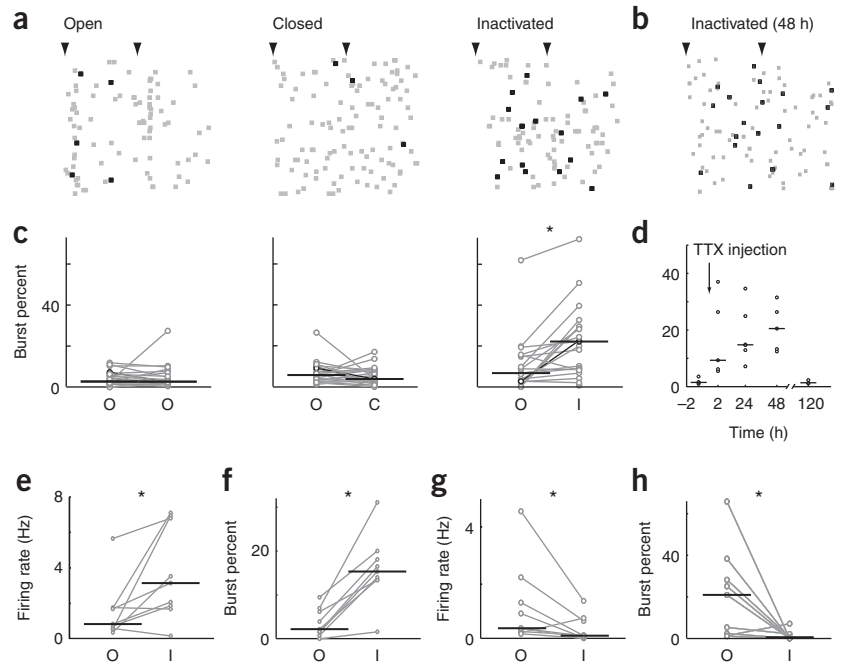 a
Open
Closed
Inactivated
b
Inactivated (48 h)
c
Burst percent
40
0
O
O
O
C
*
O
I
d
TTX injection
40
20
0
–2
2
24
48
120
Time (h)
e
Firing rate (Hz)
8
4
0
*
O
I
f
Burst percent
20
0
*
O
I
g
Firing rate (Hz)
4
2
0
*
O
I
h
Burst percent
40
0
*
O
I